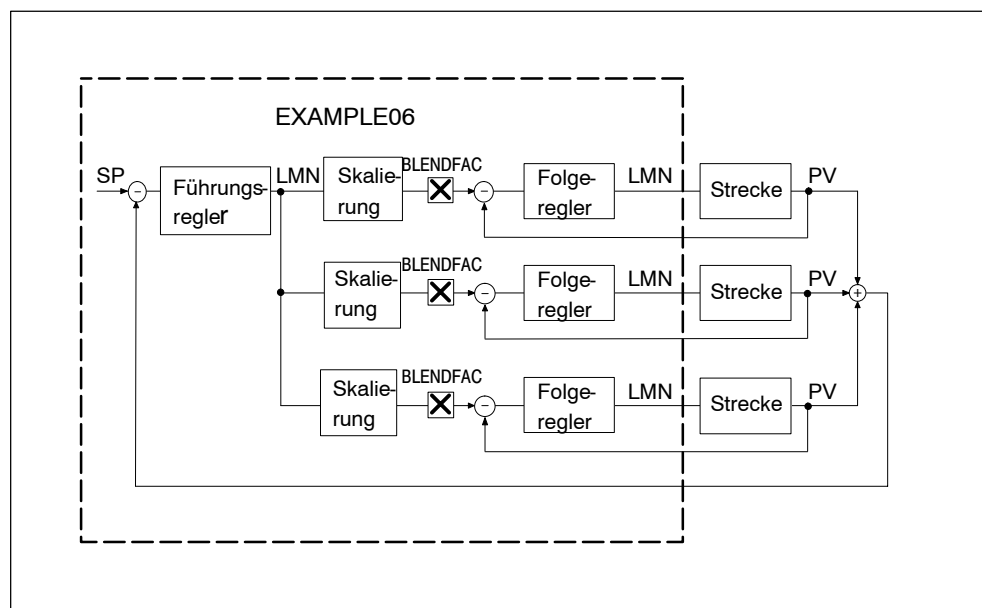 EXAMPLE06
SP
Führungs-
regler
LMN
Skalie-
rung
BLENDFAC
Folge-
regler
LMN
Strecke
PV
Skalie-
rung
BLENDFAC
Folge-
regler
LMN
Strecke
PV
Skalie-
rung
BLENDFAC
Folge-
regler
LMN
Strecke
PV